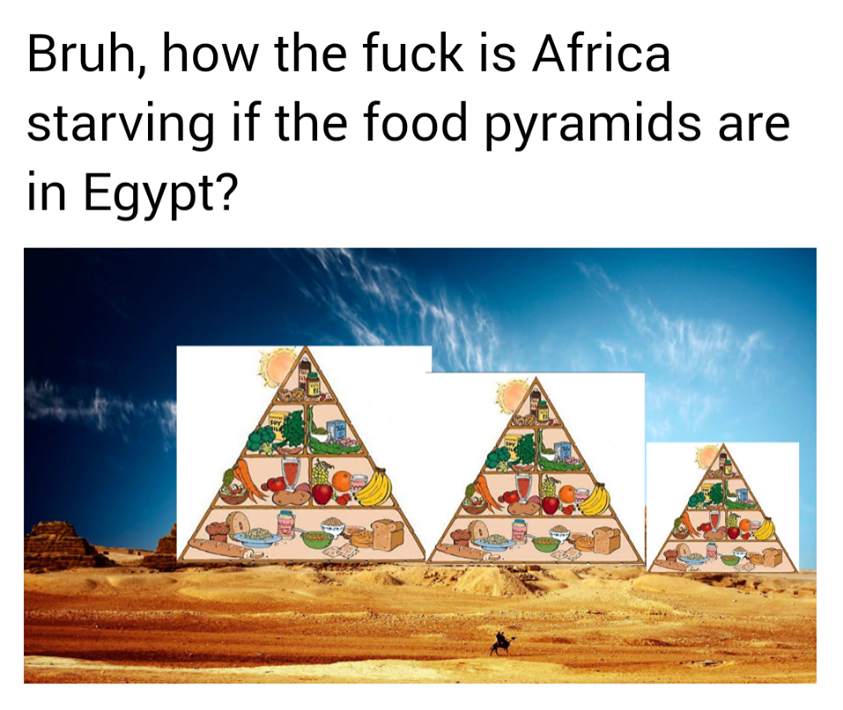 Bruh, how the fuck is Africa
starving if the food pyramids are
in Egypt?